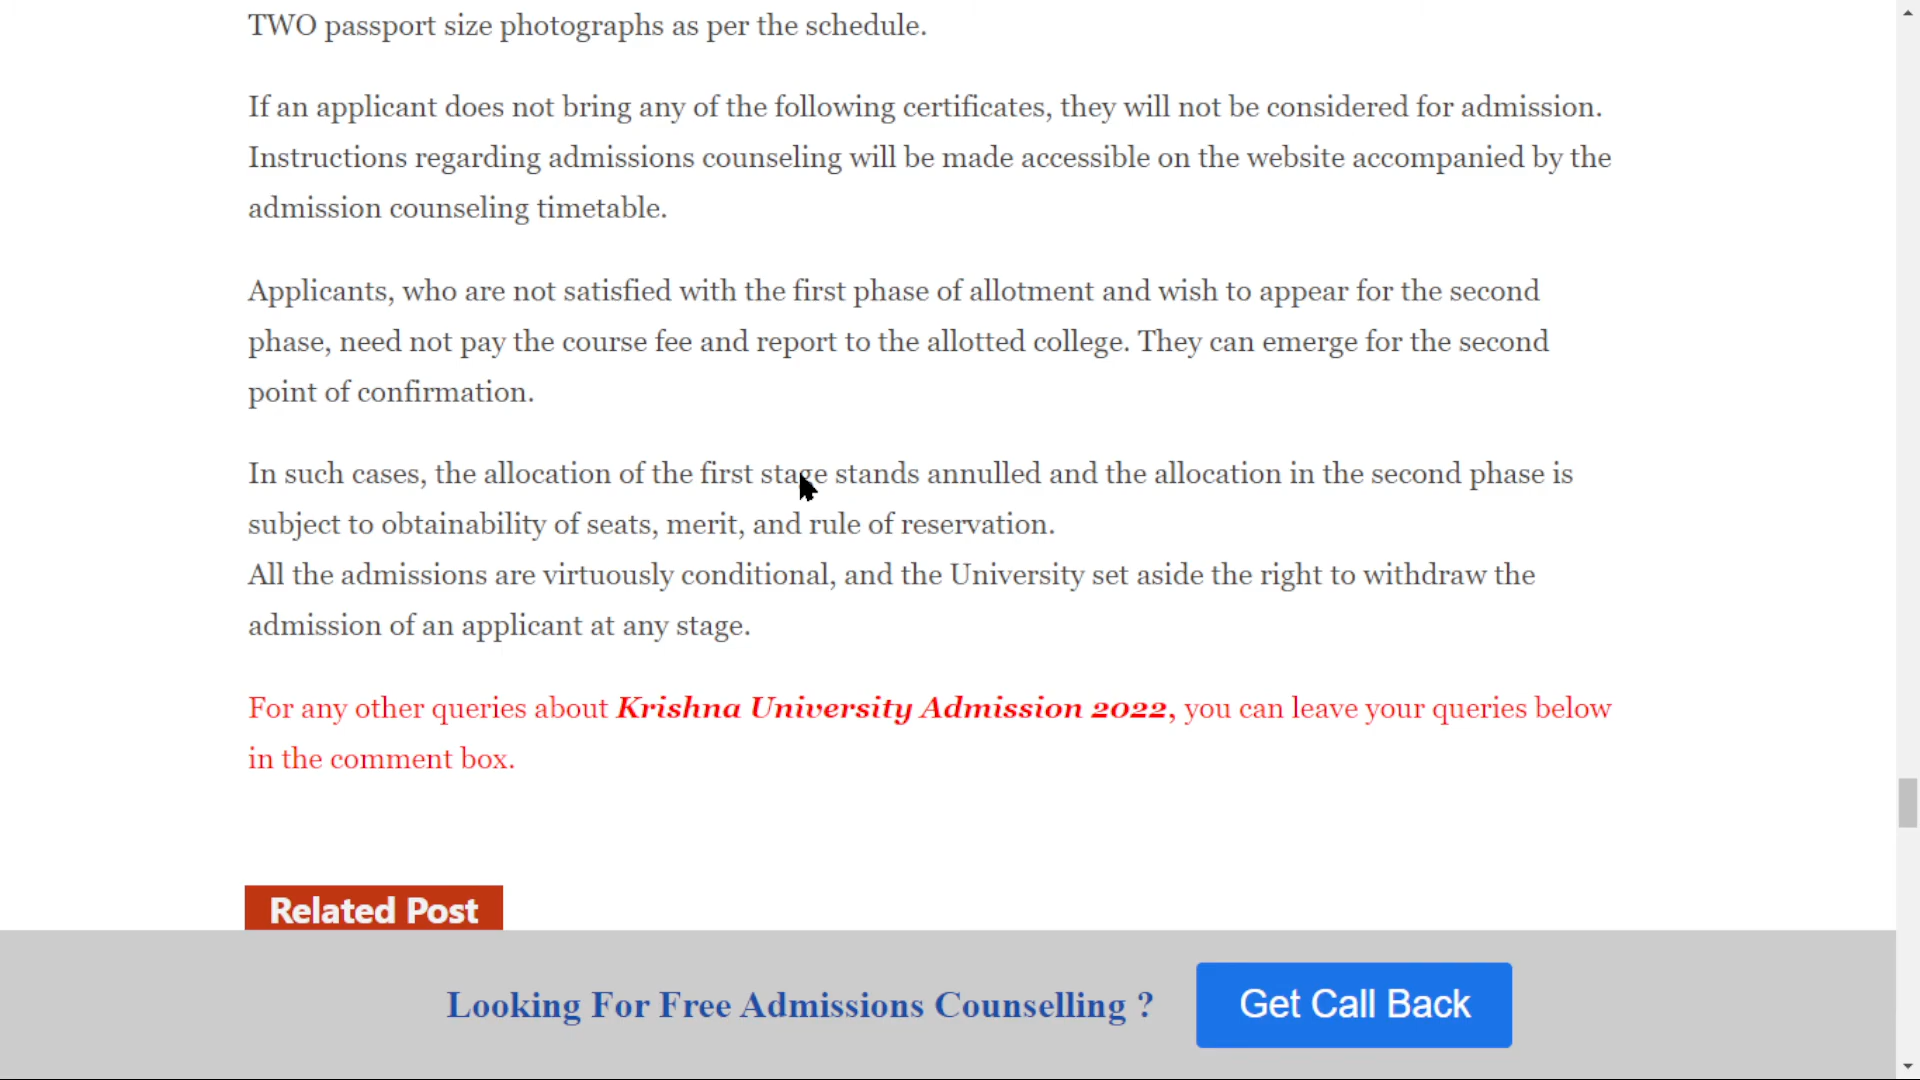 TWO passport size photographs as per the schedule.
If an applicant does not bring any of the following certificates, they will not be considered for admission.
Instructions regarding admissions counseling will be made accessible on the website accompanied by the
admission counseling timetable.
Applicants, who are not satisfied with the first phase of allotment and wish to appear for the second
phase, need not pay the course fee and report to the allotted college. They can emerge for the second
point of confirmation.
In such cases, the allocation of the first stage stands annulled and the allocation in the second phase is
subject to obtainability of seats, merit, and rule of reservation.
All the admissions are virtuously conditional, and the University set aside the right to withdraw the
admission of an applicant at any stage.
For any other queries about Krishna University Admission 2022, you can leave your queries below
in the comment box.
Related Post
Looking For Free Admissions Counselling ?
Get Call Back